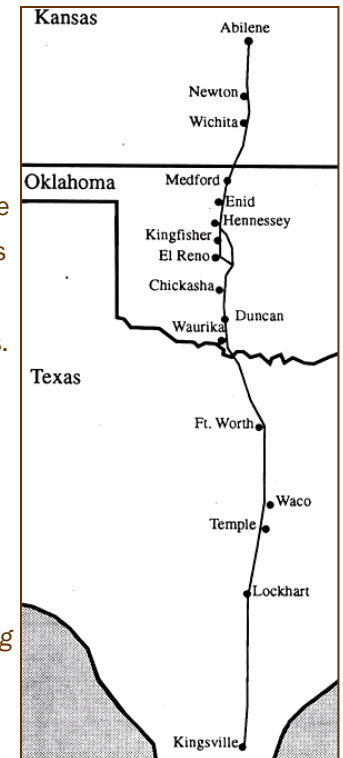 Kansas
Abilene
Newton
Wichita
Oklahoma
Medford
Enid
Hennessey
Kingfisher
El Reno
Chickasha
Duncan
Waurika
Texas
Ft. Worth
Waco
Temple
Lockhart
Kingsville